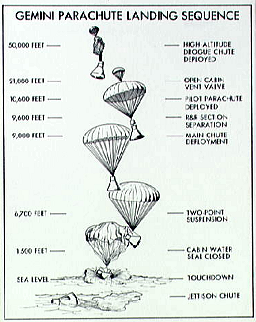 GEMINI PARACHUTE LANDING SEQUENCE
50,000 FEET
HIGH ALTITUDE
DROGUE CHUTE
DEPLOYED
21,000 FEET
OPEN CABIN
VENT VALVE
10,600 FEET
PILOT PARACHUTE
DEPLOYED
9,600 FEET
R&R SECTION
SEPARATION
9,000 FEET
MAIN CHUTE
DEPLOYMENT
6,700 FEET
TWO-POINT
SUSPENSION
1,500 FEET
CABIN WATER
SEAL CLOSED
SEA LEVEL
TOUCHDOWN
JETTISON CHUTE